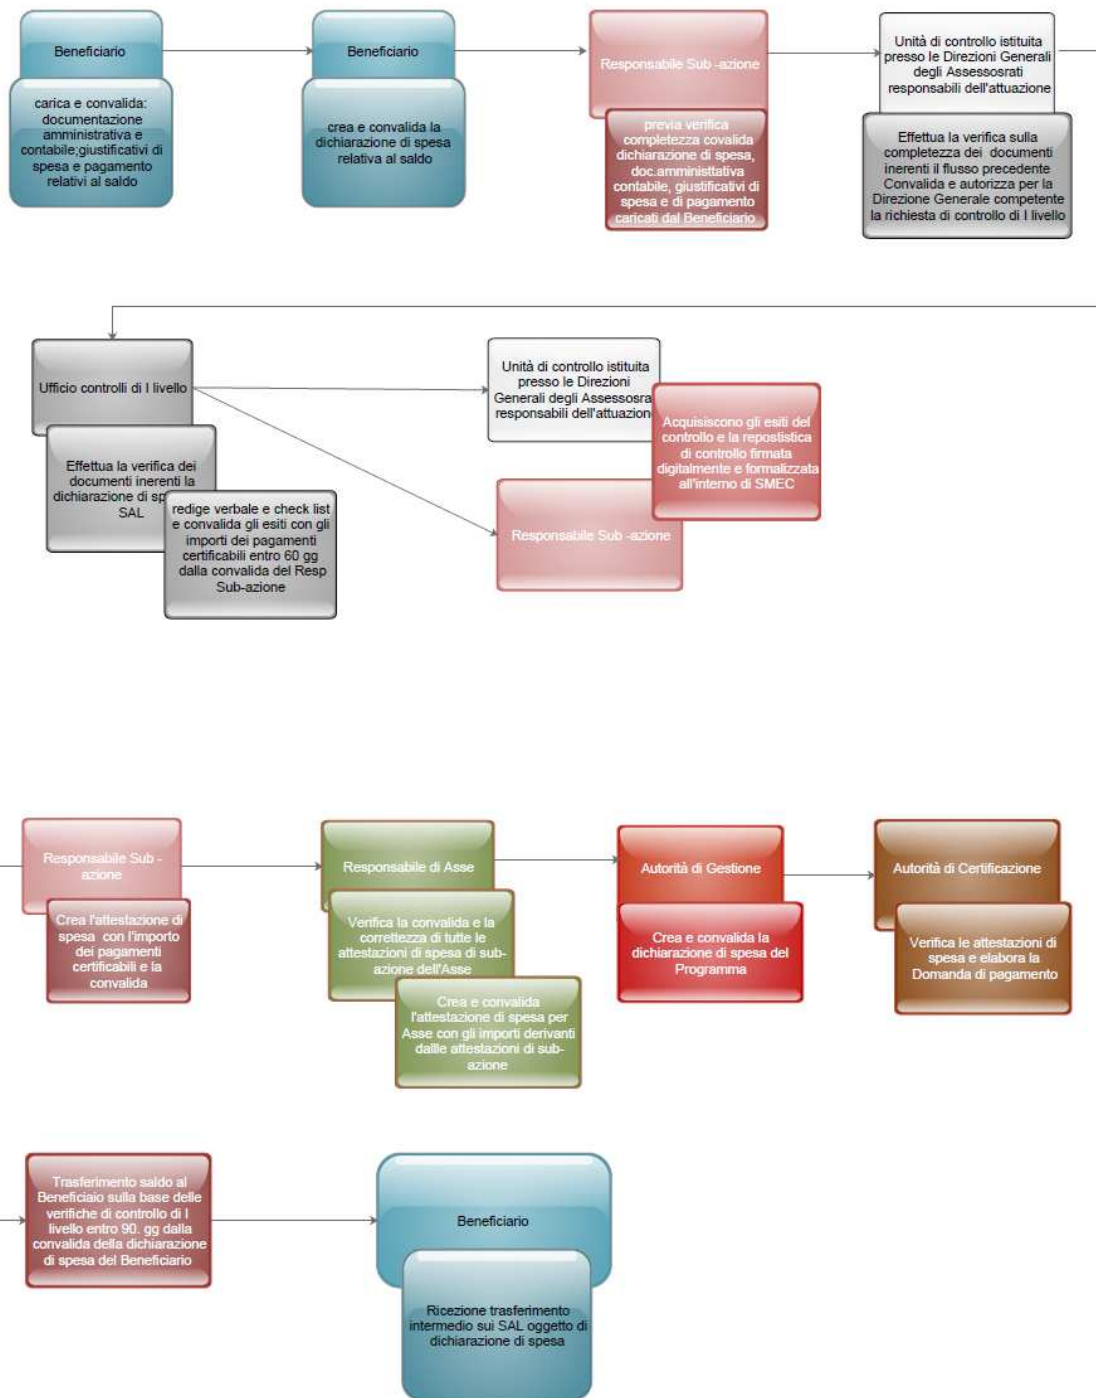 Beneficiario
carica e convalida:
documentazione
amministrativa e
contabile;giustificativi di
spesa e pagamento
relativi al saldo
Beneficiario
crea e convalida la
dichiarazione di spesa
relativa al saldo
Responsabile Sub -azione
previa verifica
completezza covalida
dichiarazione di spesa,
doc.amministtativa
contabile, giustificativi di
spesa e di pagamento
caricati dal Beneficiario
Unità di controllo istituita
presso le Direzioni Generali
degli Assessosrati
responsabili dell'attuazione
Effettua la verifica sulla
completezza dei documenti
inerenti il flusso precedente
Convalida e autorizza per la
Direzione Generale competente
la richiesta di controllo di I livello
Ufficio controlli di I livello
Effettua la verifica dei
documenti inerenti la
dichiarazione di
SAL
redige verbale e check list
e convalida gli esiti con gli
importi dei pagamenti
certificabili entro 60 gg
dalla convalida del Resp
Sub-azione
Unità di controllo istituita
presso le Direzioni
Generali degli
responsabili
Acquisiscono gli esiti del
controllo e la repostistica
di controllo firmata
digitalmente e formalizzata
all'interno di SMEC
Responsabile Sub -azione
Responsabile Sub -
azione
Crea l'attestazione di
spesa con l'importo
dei pagamenti
certificabili e la
convalida
Responsabile di Asse
Verifica la convalida e la
correttezza di tutte le
attestazioni di spesa di sub-
azione dell'Asse
Crea e convalida
l'attestazione di spesa per
Asse con gli importi derivanti
dallle attestazioni di sub-
azione
Autorità di Gestione
Crea e convalida la
dichiarazione di spesa del
Programma
Autorità di Certificazione
Verifica le attestazioni di
spesa e elabora la
Domanda di pagamento
Trasferimento saldo al
Beneficiaio sulla base delle
verifiche di controllo di I
livello entro 90. gg dalla
convalida della dichiarazione
di spesa del Beneficiario
Beneficiario
Ricezione trasferimento
intermedio sui SAL oggetto di
dichiarazione di spesa